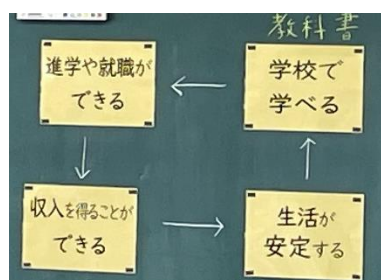 教科書
進学や就職が
できる
学校で
学べる
収入を得ることが
できる
生活が
安定する